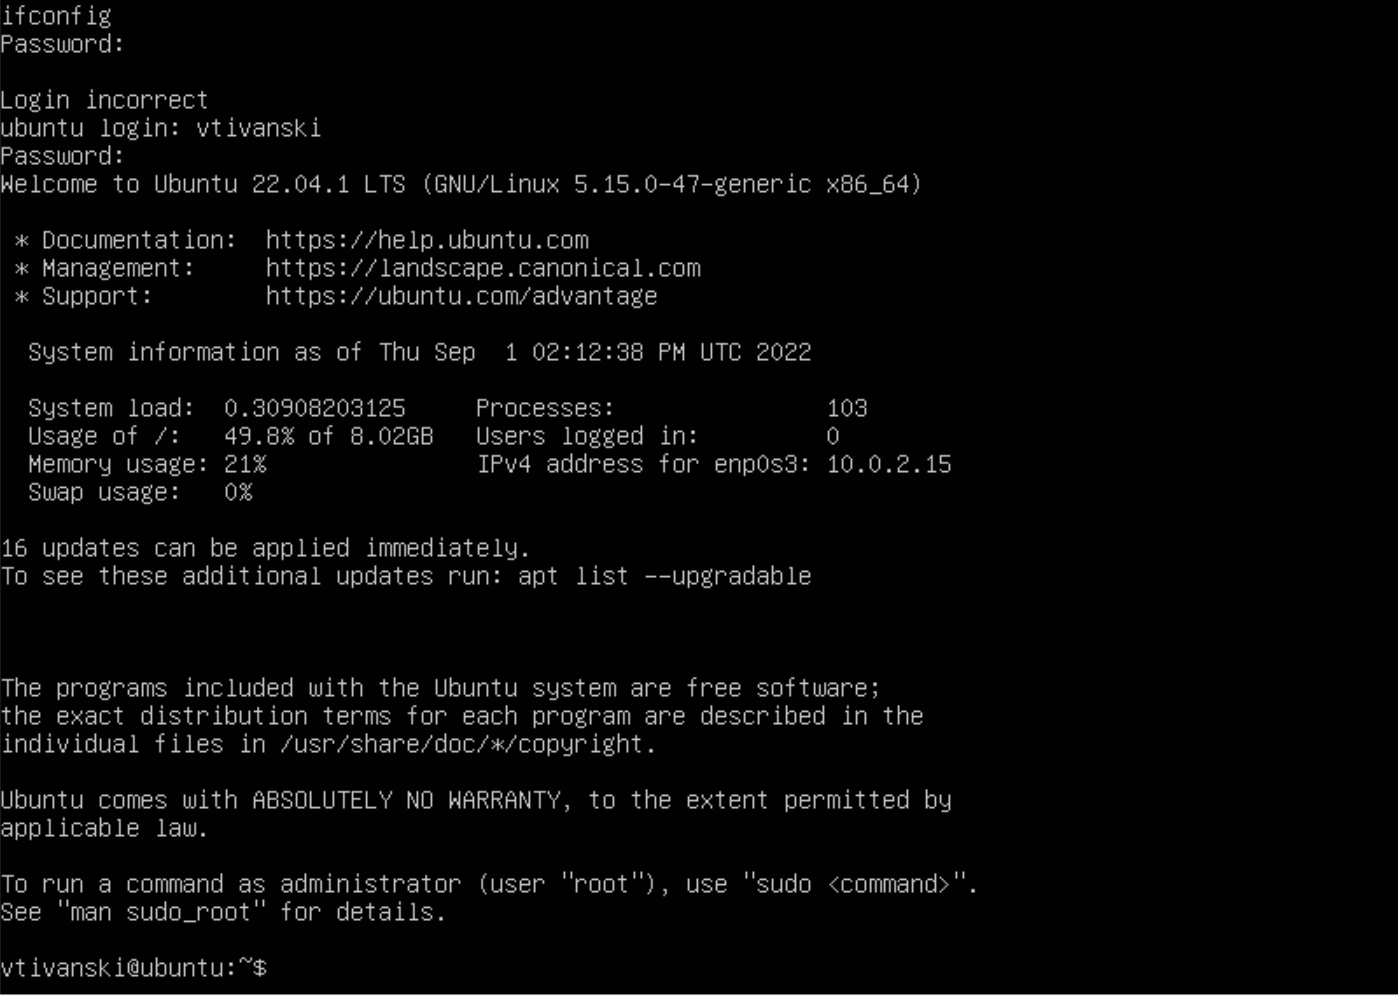 ifconfig
Password:
Login incorrect
ubuntu login: vtivanski
Password:
Welcome to Ubuntu 22.04.1 LTS (GNU/Linux 5.15.0-47-generic x86_64)
* Documentation:  https://help.ubuntu.com
* Management:     https://landscape.canonical.com
* Support:        https://ubuntu.com/advantage
System information as of Thu Sep  1 02:12:38 PM UTC 2022
System load:  0.30908203125     Processes:               103
Usage of /:   49.8% of 8.02GB   Users logged in:         0
Memory usage: 21%               IPv4 address for enp0s3: 10.0.2.15
Swap usage:   0%
16 updates can be applied immediately.
To see these additional updates run: apt list --upgradable
The programs included with the Ubuntu system are free software;
the exact distribution terms for each program are described in the
individual files in /usr/share/doc/*/copyright.
Ubuntu comes with ABSOLUTELY NO WARRANTY, to the extent permitted by
applicable law.
To run a command as administrator (user "root"), use "sudo <command>".
See "man sudo_root" for details.
vtivanski@ubuntu:~$